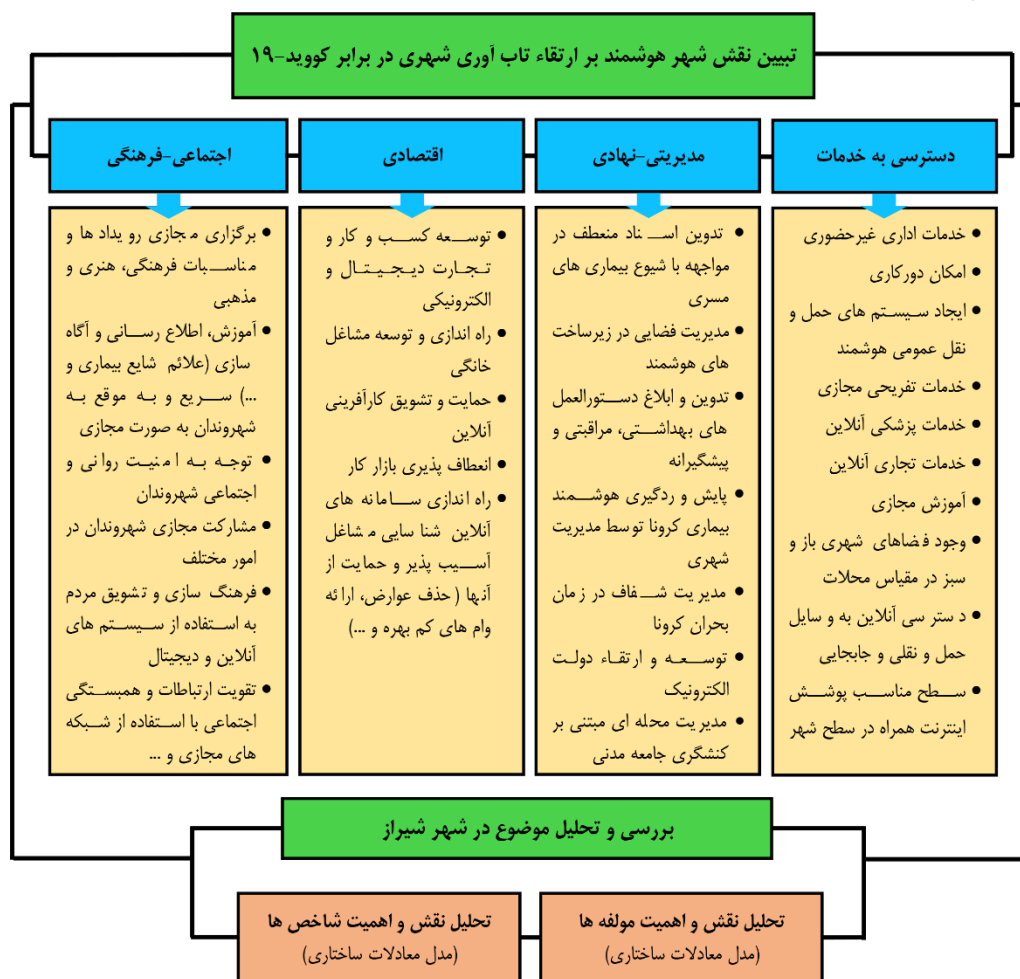 تبیین نقش شهر هوشمند بر ارتقاء تاب آوری شهری در برابر کووید-۱۹
دسترسی به خدمات
• خدمات اداری غیرحضوری
• امکان دورکاری
• ایجاد سیستم های حمل و
نقل عمومی هوشمند
• خدمات تفریحی مجازی
• خدمات پزشکی آنلاین
• خدمات تجاری آنلاین
• آموزش مجازی
• وجود فضاهای شهری باز و
سبز در مقیاس محلات
• دستر سی آنلاین به و سایل
حمل و نقلی و جابجایی
• سطح مناسب پوشش
اینترنت همراه در سطح شهر
مدیریتی-نهادی
• تدوین اسناد منعطف در
مواجهه با شیوع بیماری های
مسری
• مدیریت فضایی در زیرساخت
های هوشمند
• تدوین و ابلاغ دستورالعمل
های بهداشتی، مراقبتی و
پیشگیرانه
• پایش و ردگیری هوشمند
بیماری کرونا توسط مدیریت
شهری
• مدیریت شفاف در زمان
بحران کرونا
• توسعه و ارتقاء دولت
الکترونیک
• مدیریت محله ای مبتنی بر
کنشگری جامعه مدنی
اقتصادی
• توسعه کسب و کار و
تجارت دیجیتال و
الکترونیکی
• راه اندازی و توسعه مشاغل
خانگی
• حمایت و تشویق کارآفرینی
آنلاین
• انعطاف پذیری بازار کار
• راه اندازی سامانه های
آنلاین شنا سایی م شاغل
آسیب پذیر و حمایت از
آنها (حذف عوارض، ارائه
وام های کم بهره و ...)
اجتماعی-فرهنگی
• برگزاری مجازی رو یداد ها و
مناسبات فرهنگی، هنری و
مذهبی
• آموزش، اطلاع رسانی و آگاه
سازی (علائم شایع بیماری و
...) سریع و به موقع به
شهروندان به صورت مجازی
• توجه به امنیت روانی و
اجتماعی شهروندان
• مشارکت مجازی شهروندان در
امور مختلف
• فرهنگ سازی و تشویق مردم
به استفاده از سیستم های
آنلاین و دیجیتال
• تقویت ارتباطات و همبستگی
اجتماعی با استفاده از شبکه
های مجازی و ...
بررسی و تحلیل موضوع در شهر شیراز
تحلیل نقش و اهمیت مولفه ها
(مدل معادلات ساختاری)
تحلیل نقش و اهمیت شاخص ها
(مدل معادلات ساختاری)